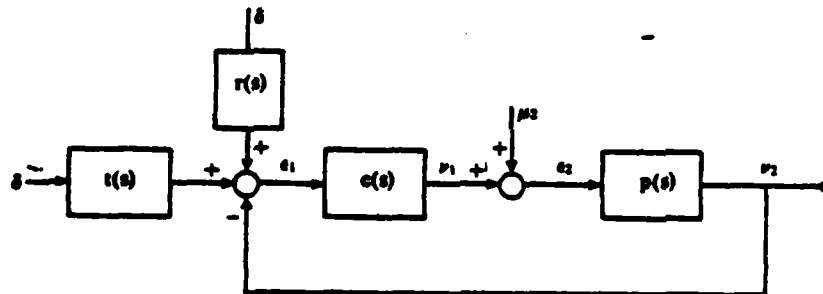 δ
r(s)
μ₂
+
+
δ
t(s)
+
e₁
c(s)
ν₁
+
e₂
p(s)
ν₂
−